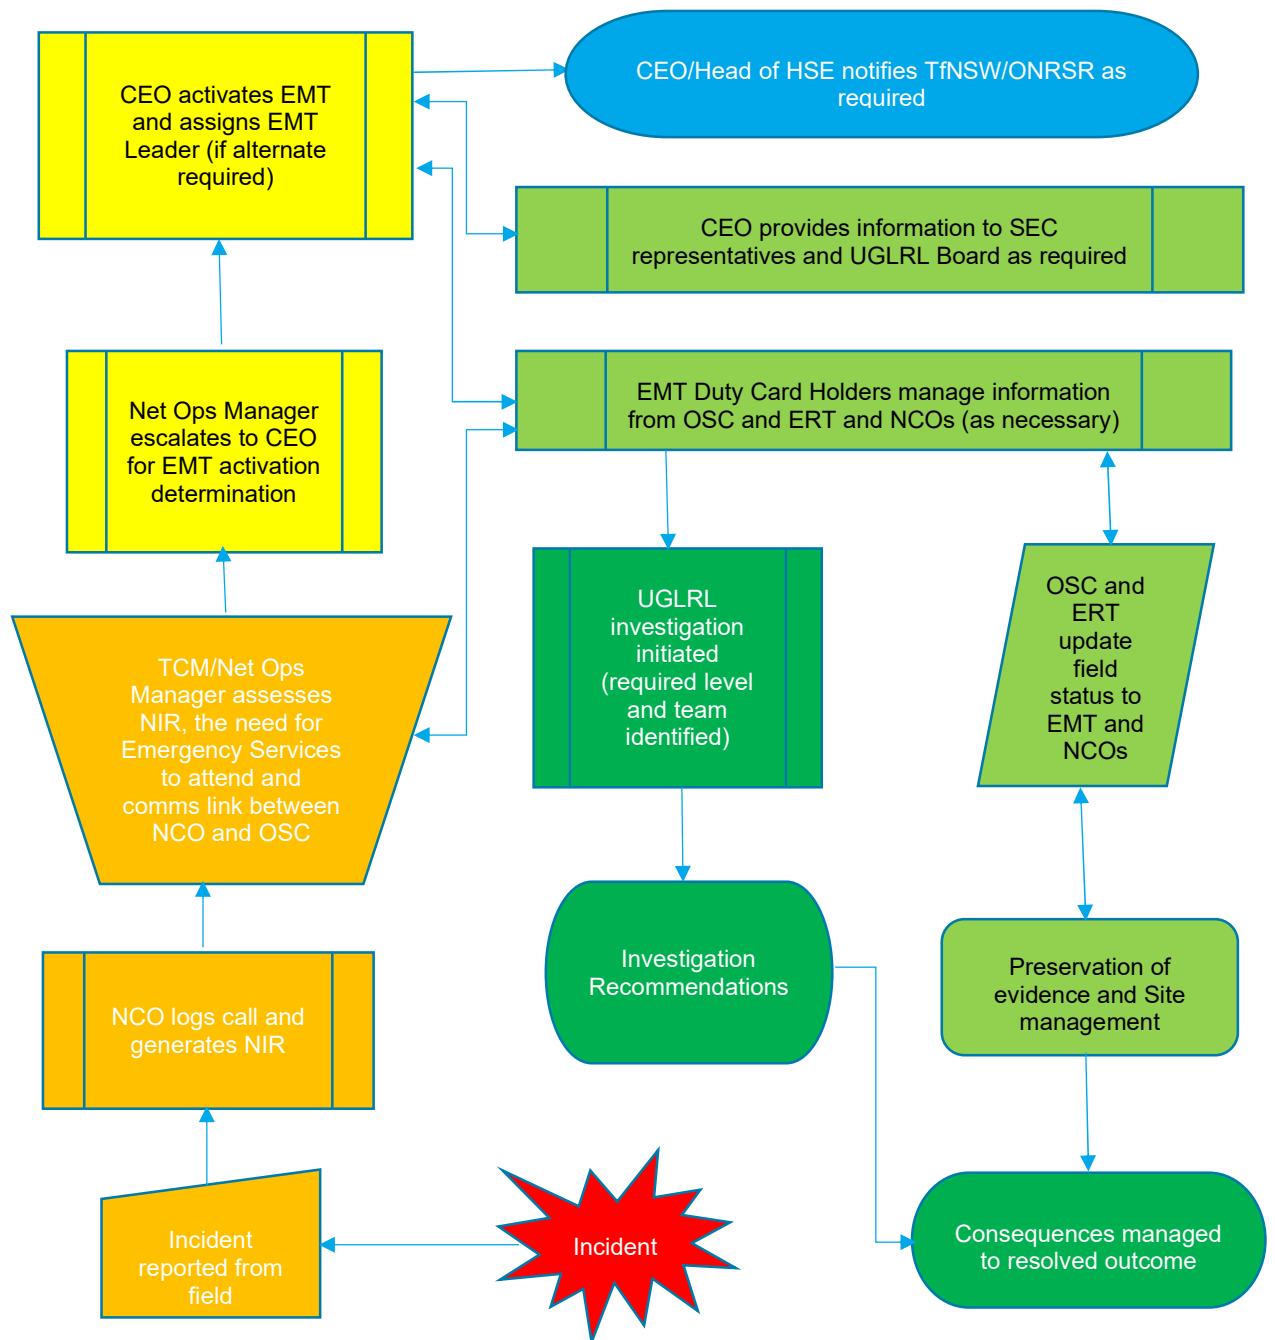 CEO activates EMT
and assigns EMT
Leader (if alternate
required)
CEO/Head of HSE notifies TfNSW/ONRSR as
required
CEO provides information to SEC
representatives and UGLRL Board as required
Net Ops Manager
escalates to CEO
for EMT activation
determination
EMT Duty Card Holders manage information
from OSC and ERT and NCOs (as necessary)
TCM/Net Ops
Manager assesses
NIR, the need for
Emergency Services
to attend and
comms link between
NCO and OSC
UGLRL
investigation
initiated
(required level
and team
identified)
OSC and
ERT
update
field
status to
EMT and
NCOs
NCO logs call and
generates NIR
Investigation
Recommendations
Preservation of
evidence and Site
management
Incident
reported from
field
Incident
Consequences managed
to resolved outcome